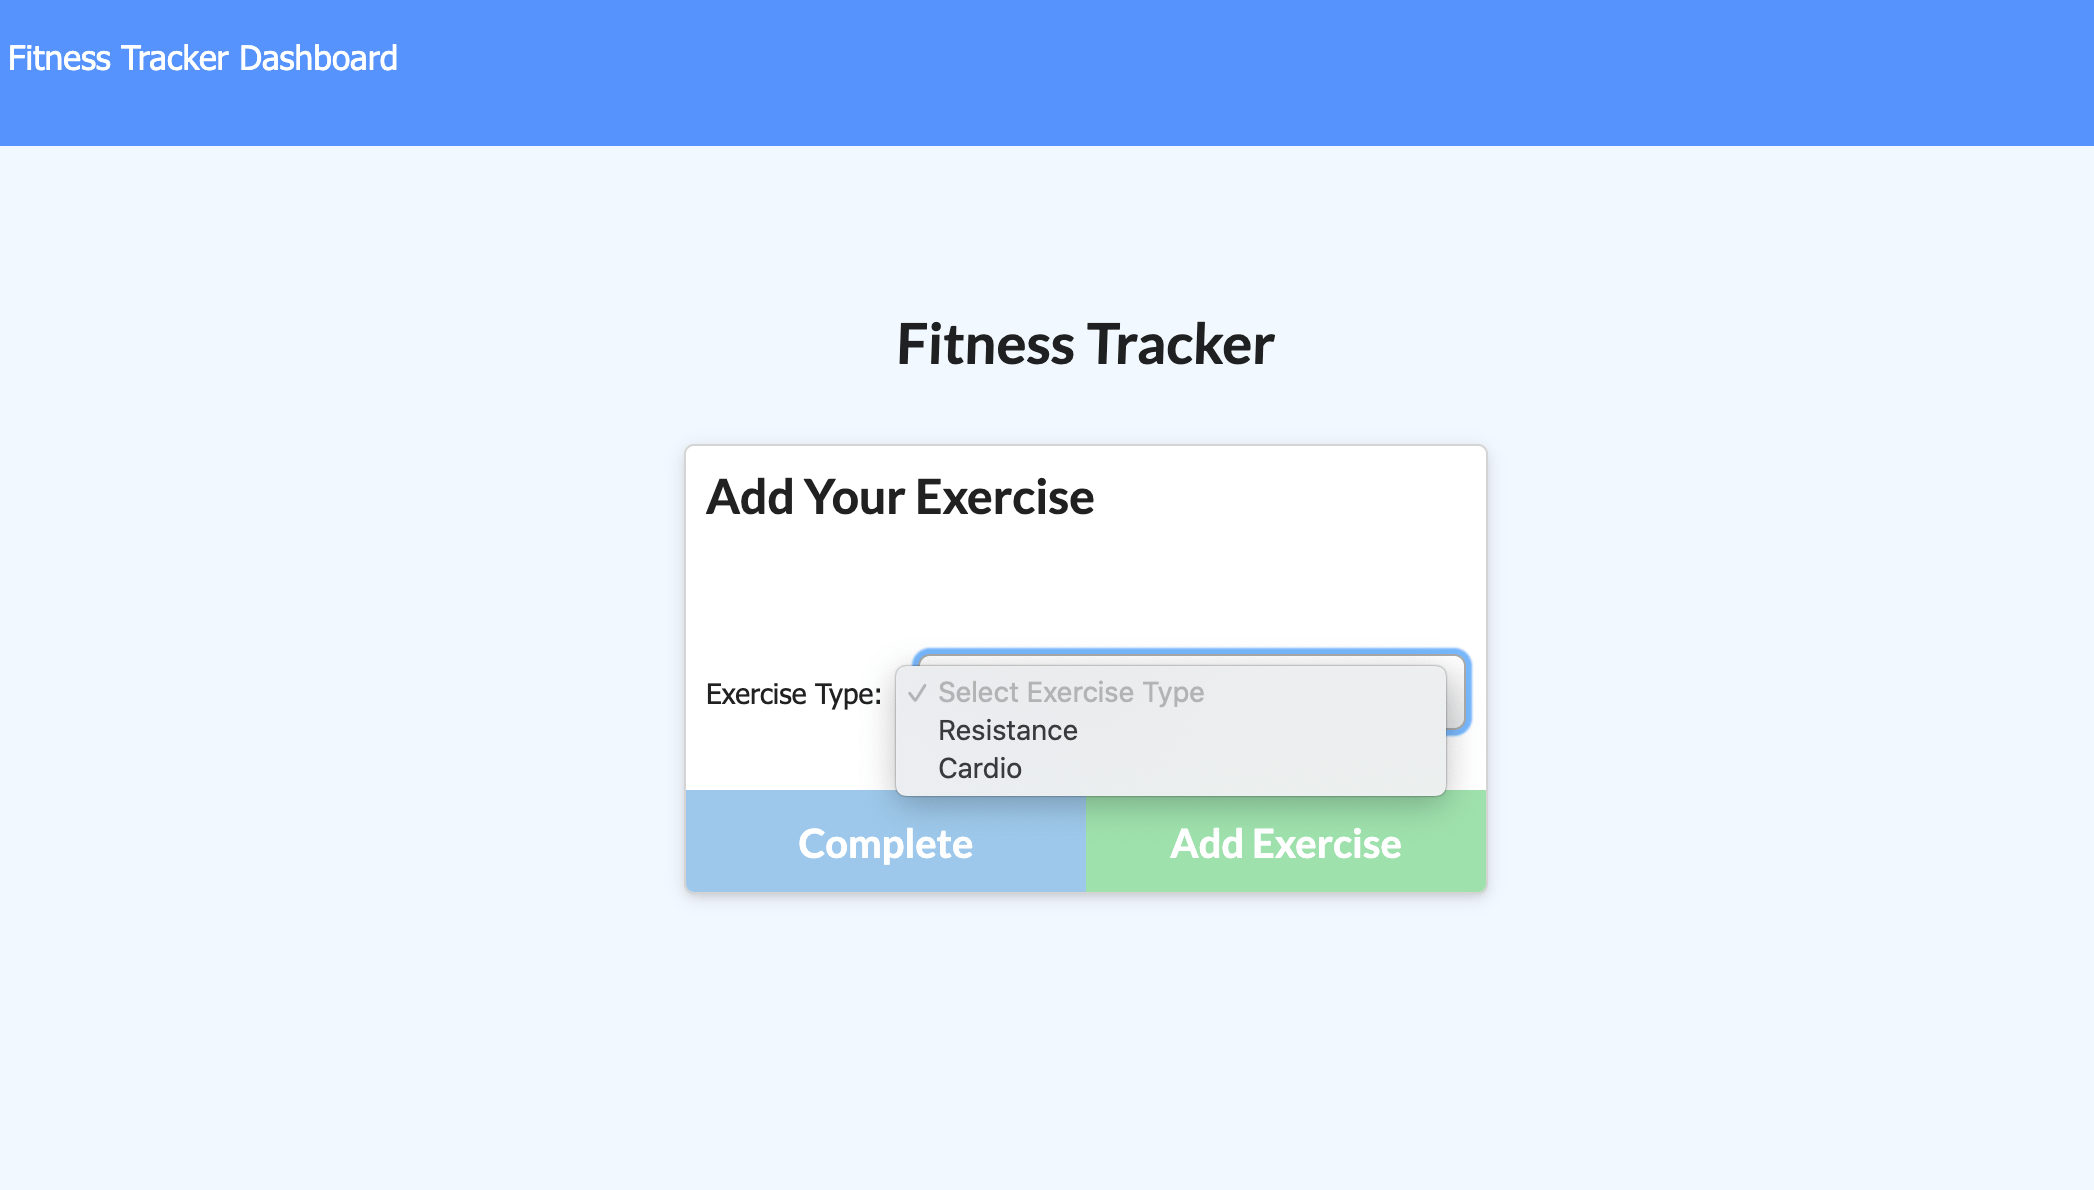 Fitness Tracker Dashboard
Fitness Tracker
Add Your Exercise
Exercise Type:
✓ Select Exercise Type
Resistance
Cardio
Complete
Add Exercise